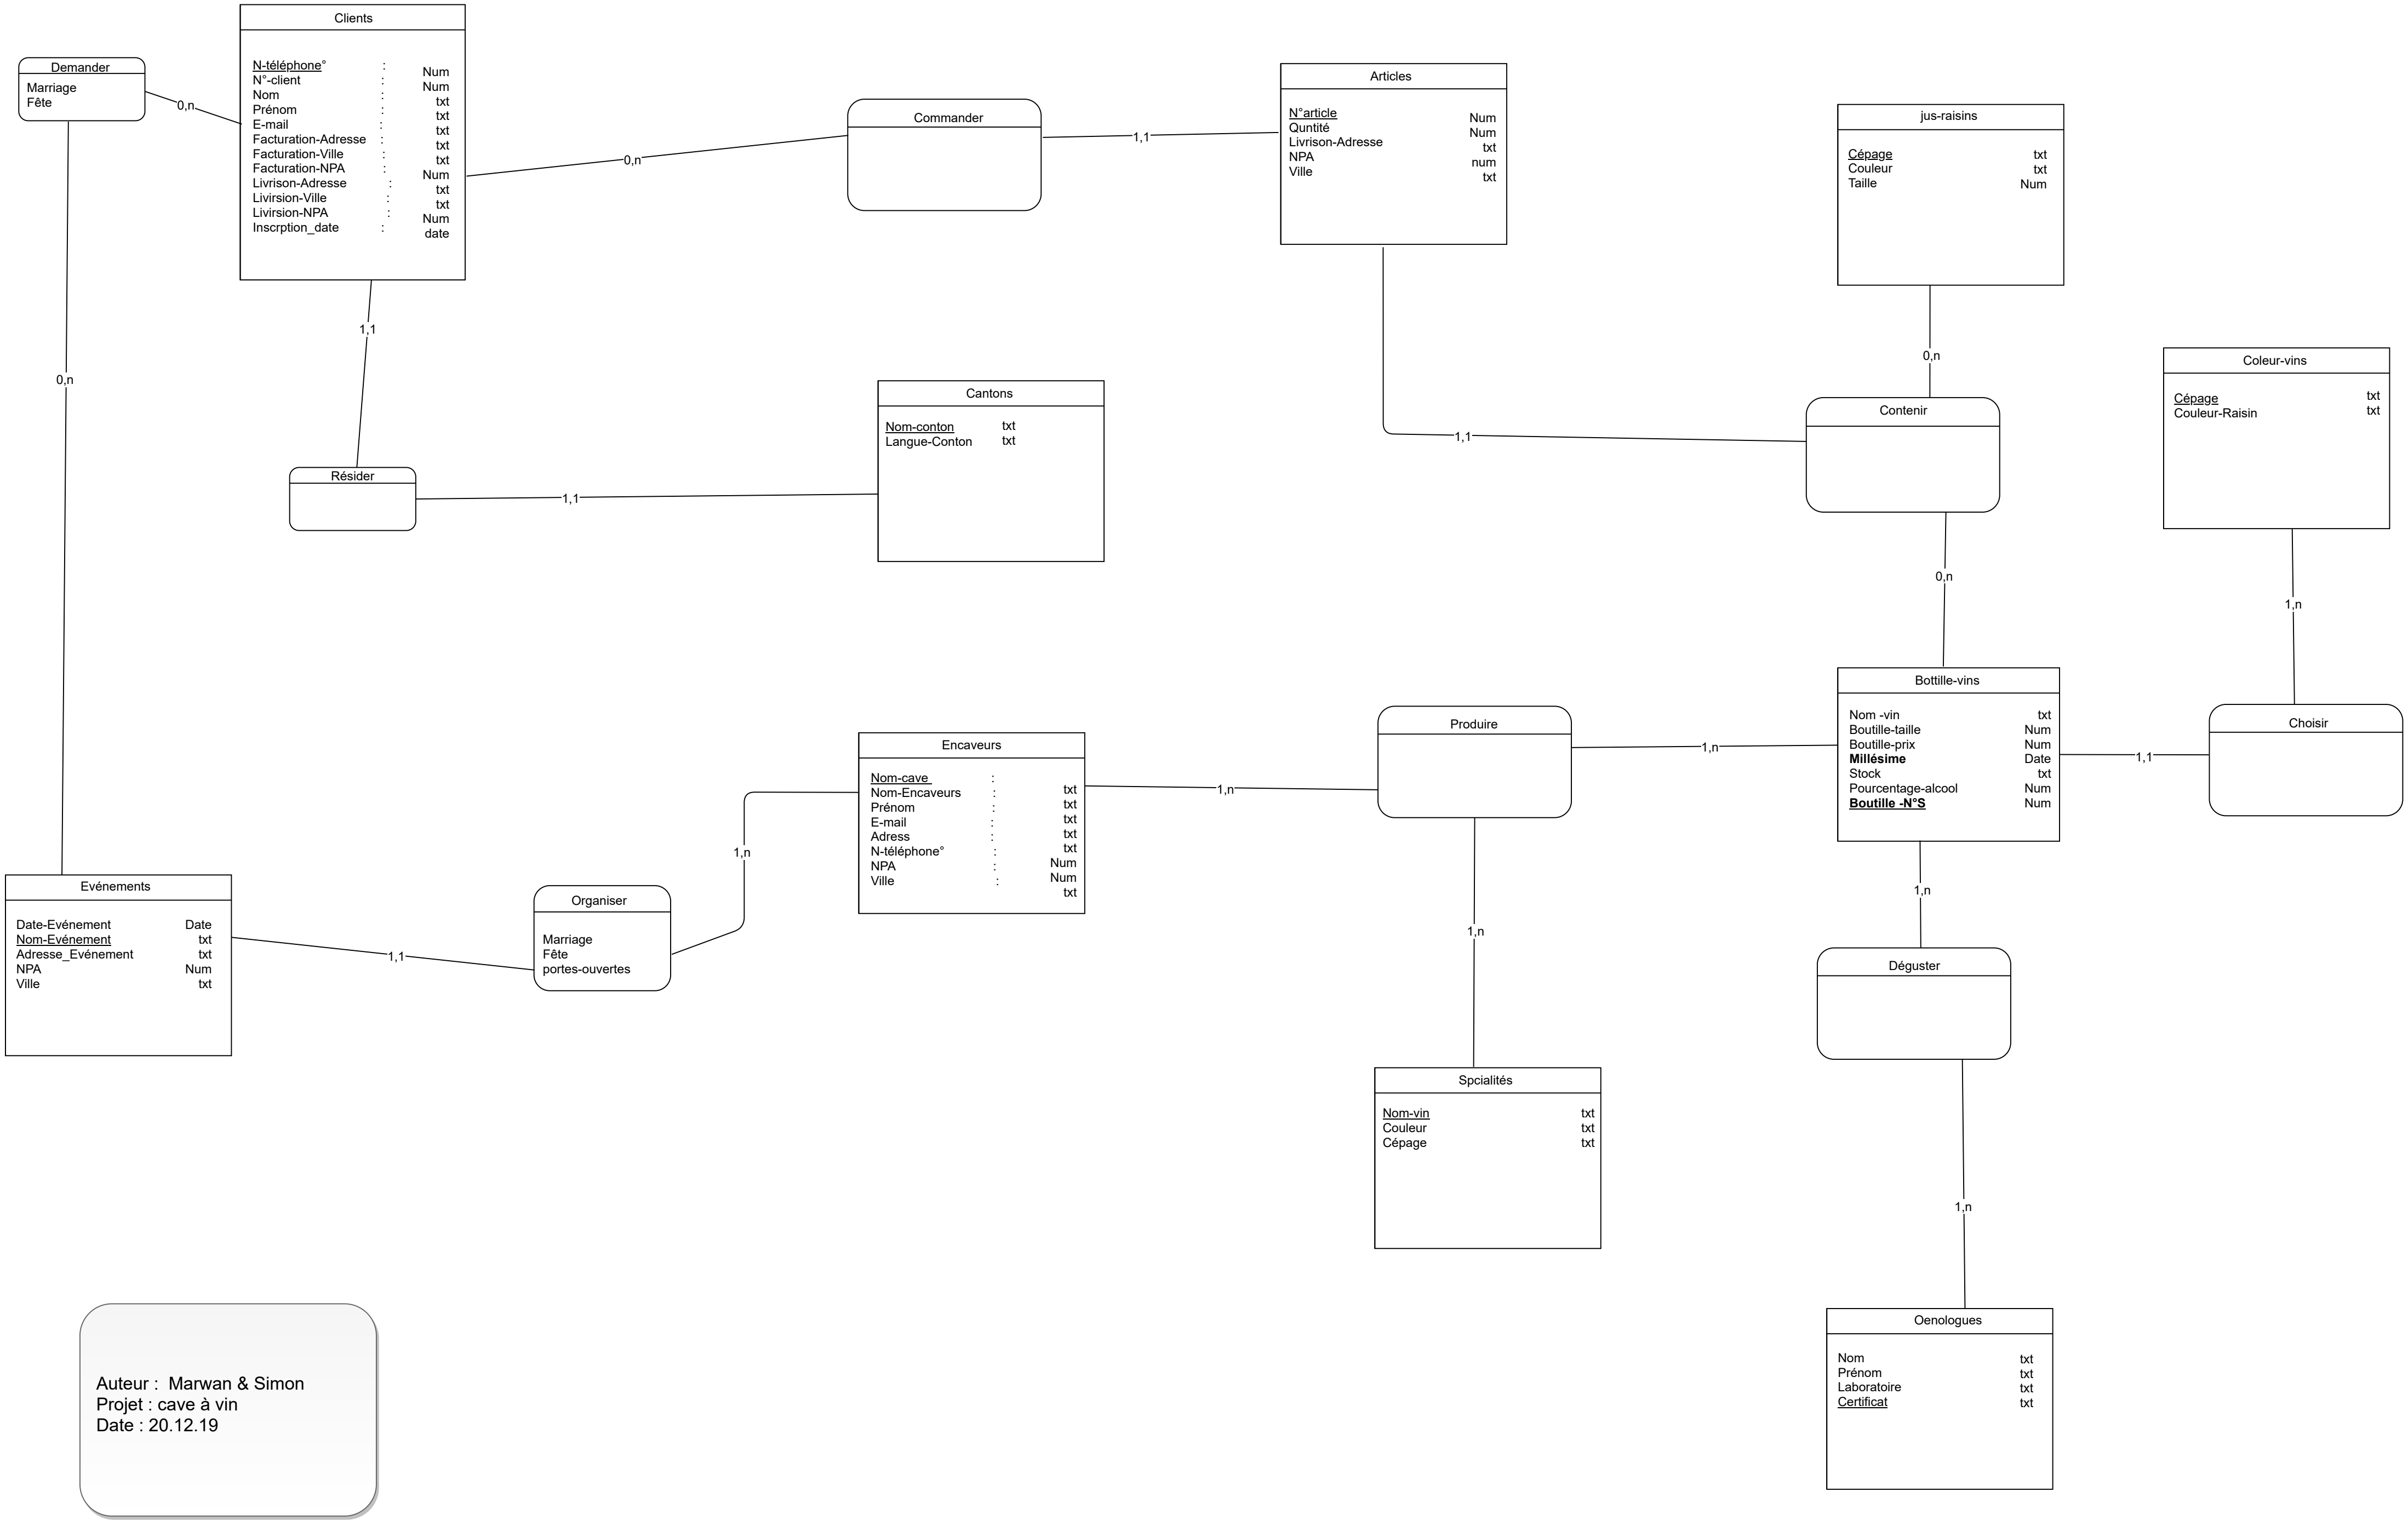 Clients
N-téléphone° : Num
N°-client : Num
Nom : txt
Prénom : txt
E-mail : txt
Facturation-Adresse : txt
Facturation-Ville : txt
Facturation-NPA : Num
Livrison-Adresse : txt
Livirsion-Ville : txt
Livirsion-NPA : Num
Inscrption_date : date
Demander
Marriage
Fête
0,n
0,n
Commander
0,n
1,1
Articles
N°article Num
Quntité Num
Livrison-Adresse txt
NPA num
Ville txt
jus-raisins
Cépage txt
Couleur txt
Taille Num
1,1
0,n
Coleur-vins
Cépage txt
Couleur-Raisin txt
Cantons
Nom-conton txt
Langue-Conton txt
Contenir
1,1
Résider
1,1
0,n
1,n
Bottille-vins
Nom -vin txt
Boutille-taille Num
Boutille-prix Num
Millésime Date
Stock txt
Pourcentage-alcool Num
Boutille -N°S Num
Choisir
1,1
Produire
1,n
1,n
Encaveurs
Nom-cave : txt
Nom-Encaveurs : txt
Prénom : txt
E-mail : txt
Adress : txt
N-téléphone° : Num
NPA : Num
Ville : txt
1,n
Evénements
Date-Evénement Date
Nom-Evénement txt
Adresse_Evénement txt
NPA Num
Ville txt
Organiser
Marriage
Fête
portes-ouvertes
1,1
1,n
1,n
Déguster
Spcialités
Nom-vin txt
Couleur txt
Cépage txt
1,n
Oenologues
Nom txt
Prénom txt
Laboratoire txt
Certificat txt
Auteur : Marwan & Simon
Projet : cave à vin
Date : 20.12.19